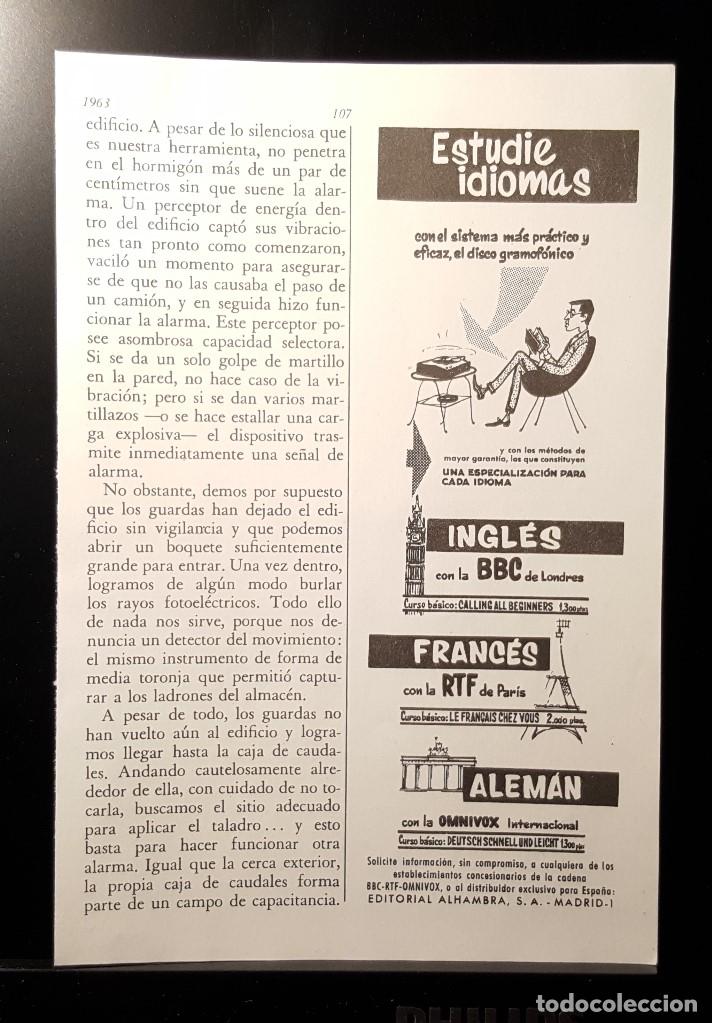 1963
107
edificio. A pesar de lo silenciosa que
es nuestra herramienta, no penetra
en el hormigón más de un par de
centímetros sin que suene la alar-
ma. Un perceptor de energía den-
tro del edificio captó sus vibracio-
nes tan pronto como comenzaron,
vaciló un momento para asegurar-
se de que no las causaba el paso de
un camión, y en seguida hizo fun-
cionar la alarma. Este perceptor po-
see asombrosa capacidad selectora.
Si se da un solo golpe de martillo
en la pared, no hace caso de la vi-
bración; pero si se dan varios mar-
tillazos —o se hace estallar una car-
ga explosiva— el dispositivo tras-
mite inmediatamente una señal de
alarma.
No obstante, demos por supuesto
que los guardas han dejado el edi-
ficio sin vigilancia y que podemos
abrir un boquete suficientemente
grande para entrar. Una vez dentro,
logramos de algún modo burlar
los rayos fotoeléctricos. Todo ello
de nada nos sirve, porque nos de-
nuncia un detector del movimiento:
el mismo instrumento de forma de
media toronja que permitió captu-
rar a los ladrones del almacén.
A pesar de todo, los guardas no
han vuelto aún al edificio y logra-
mos llegar hasta la caja de cauda-
les. Andando cautelosamente alre-
dedor de ella, con cuidado de no to-
carla, buscamos el sitio adecuado
para aplicar el taladro... y esto
basta para hacer funcionar otra
alarma. Igual que la cerca exterior,
la propia caja de caudales forma
parte de un campo de capacitancia.
Estudie
idiomas
con el sistema más práctico y
eficaz, el disco gramofónico
y con los métodos de
mayor garantía, los que constituyen
UNA ESPECIALIZACIÓN PARA
CADA IDIOMA
INGLÉS
con la BBC de Londres
Curso básico: CALLING ALL BEGINNERS 1.300 ptas
FRANCÉS
con la RTF de París
Curso básico: LE FRANÇAIS CHEZ VOUS 2.000 ptas.
ALEMÁN
con la OMNIVOX Internacional
Curso básico: DEUTSCH SCHNELL UND LEICHT 1.300 ptas
Solicite información, sin compromiso, a cualquiera de los
establecimientos concesionarios de la cadena
BBC-RTF-OMNIVOX, o al distribuidor exclusivo para España:
EDITORIAL ALHAMBRA, S. A. - MADRID-1
todocoleccion